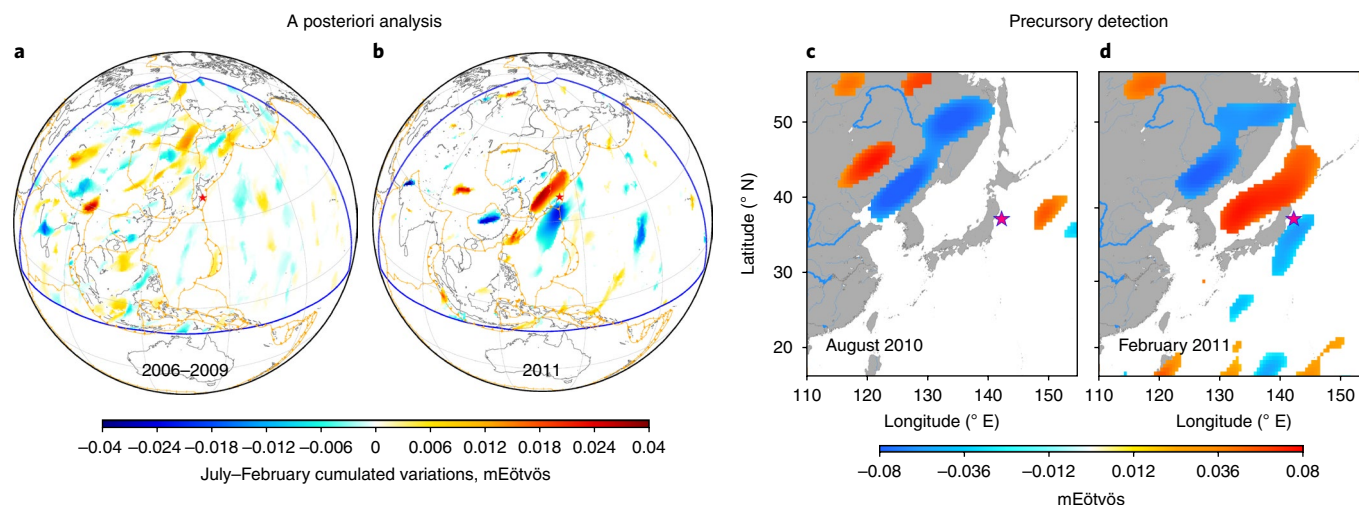 A posteriori analysis
Precursory detection
a
b
c
d
2006–2009
2011
–0.04 –0.024 –0.018 –0.012 –0.006 0 0.006 0.012 0.018 0.024 0.04
July–February cumulated variations, mEötvös
Latitude (° N)
50
40
30
20
August 2010
February 2011
110 120 130 140 150
110 120 130 140 150
Longitude (° E)
Longitude (° E)
–0.08 –0.036 –0.012 0.012 0.036 0.08
mEötvös